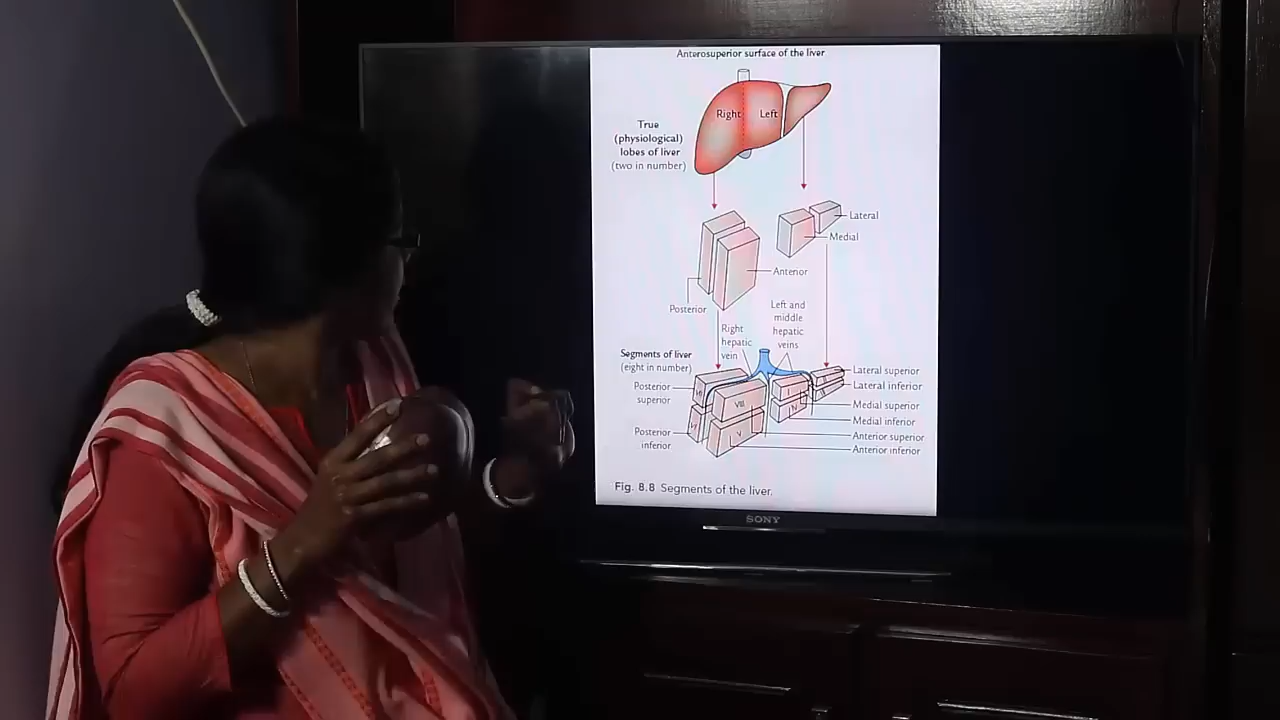 Anterosuperior surface of the liver
Right
Left
True
(physiological)
lobes of liver
(two in number)
Lateral
Medial
Anterior
Posterior
Left and
middle
hepatic
veins
Right
hepatic
vein
Segments of liver
(eight in number)
Posterior
superior
Posterior
inferior
VIII
V
IV
Lateral superior
Lateral inferior
Medial superior
Medial inferior
Anterior superior
Anterior inferior
Fig. 8.8 Segments of the liver.
SONY